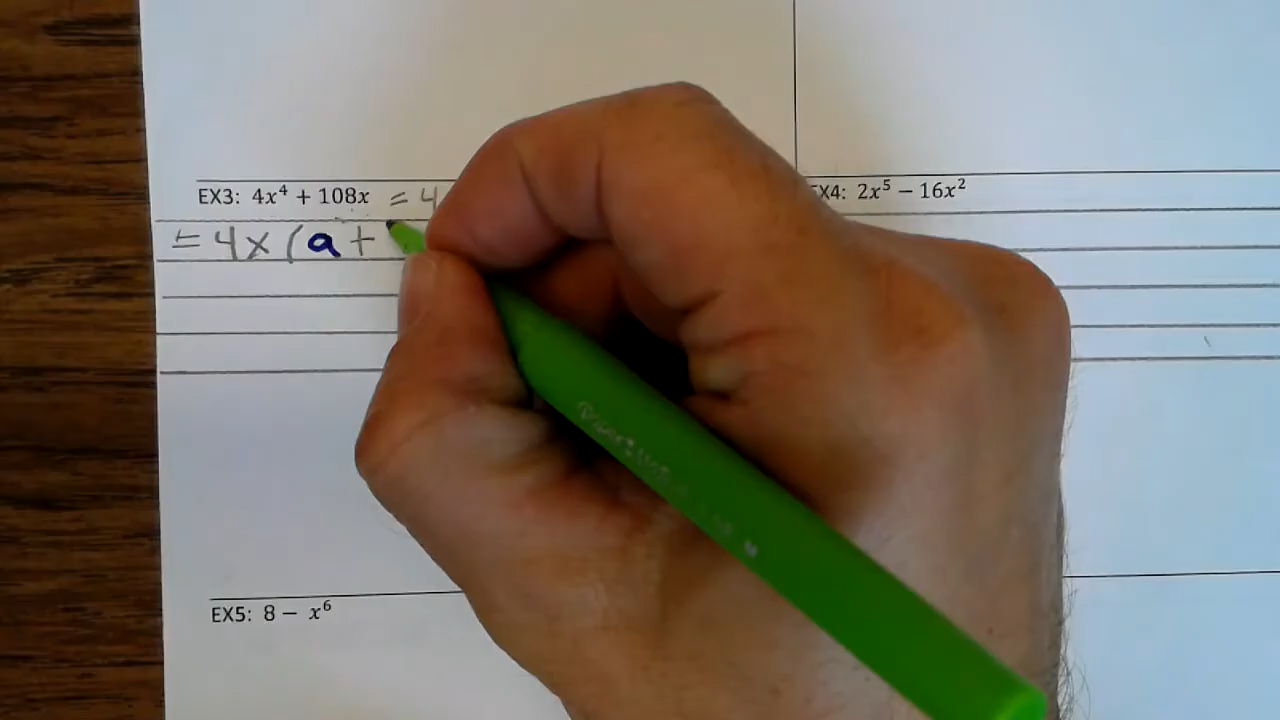 EX3: 4x⁴ + 108x = 4
= 4x (a +
EX4: 2x⁵ − 16x²
EX5: 8 − x⁶